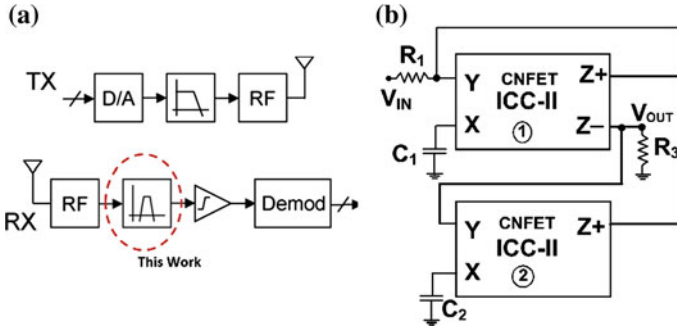 (a)
TX
D/A
RF
RX
RF
Demod
This Work
(b)
R1
VIN
C1
Y
X
CNFET
ICC-II
1
Z+
Z−
VOUT
R3
Y
X
CNFET
ICC-II
2
Z+
C2